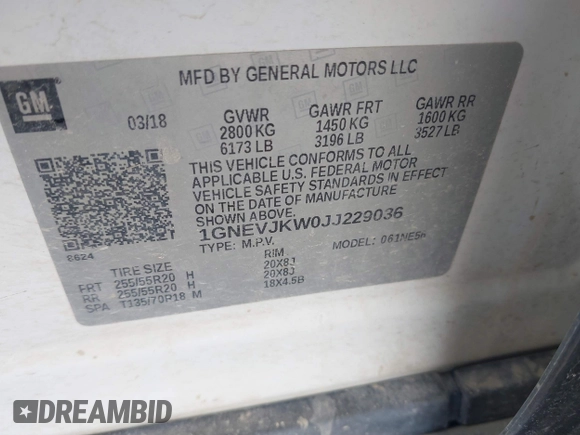 GM
MFD BY GENERAL MOTORS LLC
03/18
GVWR GAWR FRT GAWR RR
2800 KG 1450 KG 1600 KG
6173 LB 3196 LB 3527 LB
THIS VEHICLE CONFORMS TO ALL
APPLICABLE U.S. FEDERAL MOTOR
VEHICLE SAFETY STANDARDS IN EFFECT
ON THE DATE OF MANUFACTURE
SHOWN ABOVE.
1GNEVJKW0JJ229036
8624
TYPE: M.P.V. MODEL: 061NE56
TIRE SIZE RIM
FRT 255/55R20 H 20X8J
RR 255/55R20 H 20X8J
SPA T135/70R18 M 18X4.5B
DREAMBID